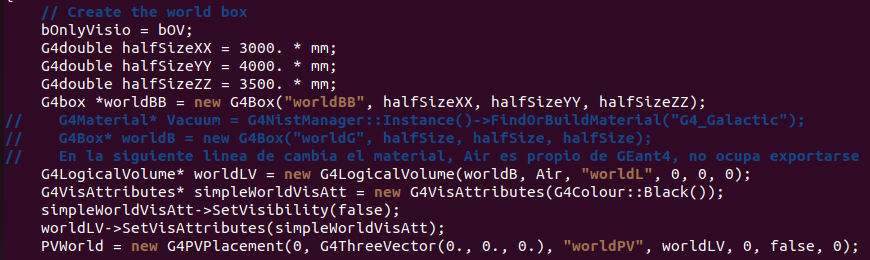 // Create the world box
bOnlyVisio = bOV;
G4double halfSizeXX = 3000. * mm;
G4double halfSizeYY = 4000. * mm;
G4double halfSizeZZ = 3500. * mm;
G4box *worldBB = new G4Box("worldBB", halfSizeXX, halfSizeYY, halfSizeZZ);
//    G4Material* Vacuum = G4NistManager::Instance()->FindOrBuildMaterial("G4_Galactic");
//    G4Box* worldB = new G4Box("worldG", halfSize, halfSize, halfSize);
//    En la siguiente linea de cambia el material, Air es propio de GEant4, no ocupa exportarse
G4LogicalVolume* worldLV = new G4LogicalVolume(worldB, Air, "worldL", 0, 0, 0);
G4VisAttributes* simpleWorldVisAtt = new G4VisAttributes(G4Colour::Black());
simpleWorldVisAtt->SetVisibility(false);
worldLV->SetVisAttributes(simpleWorldVisAtt);
PVWorld = new G4PVPlacement(0, G4ThreeVector(0., 0., 0.), "worldPV", worldLV, 0, false, 0);